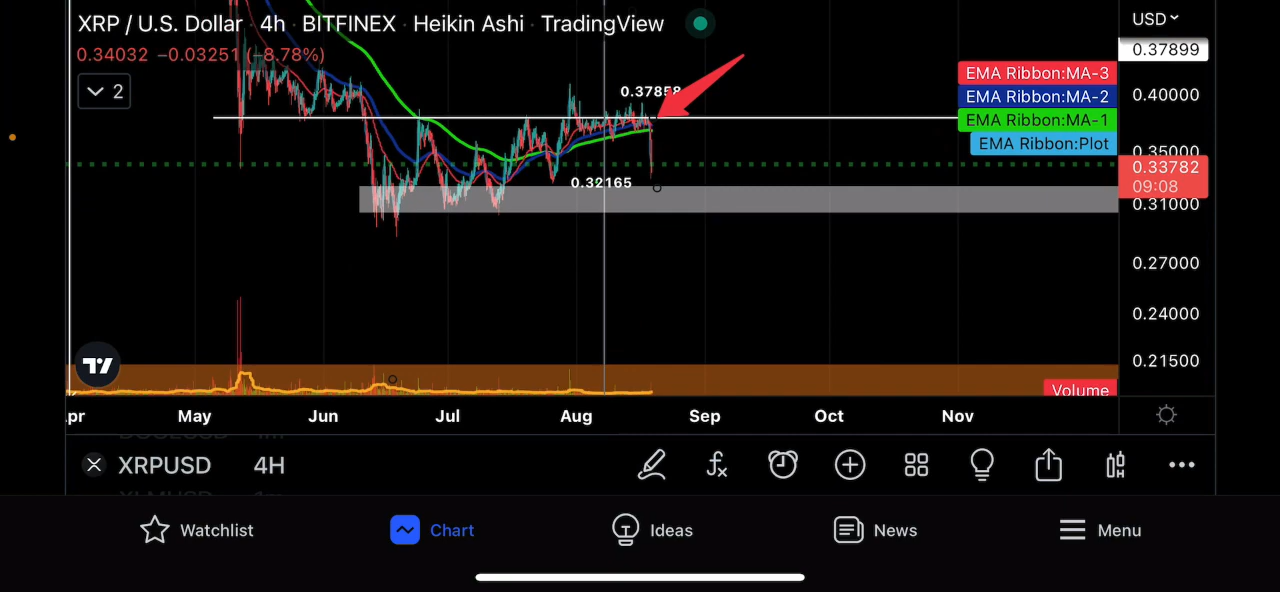 XRP / U.S. Dollar · 4h · BITFINEX · Heikin Ashi · TradingView
USD
0.34032 −0.03251 (−8.78%)
0.37899
2
EMA Ribbon:MA-3
0.37858
0.40000
EMA Ribbon:MA-2
EMA Ribbon:MA-1
EMA Ribbon:Plot
0.35000
0.33782
09:08
0.32165
0.31000
0.27000
0.24000
0.21500
Volume
pr May Jun Jul Aug Sep Oct Nov
XRPUSD 4H
Watchlist Chart Ideas News Menu